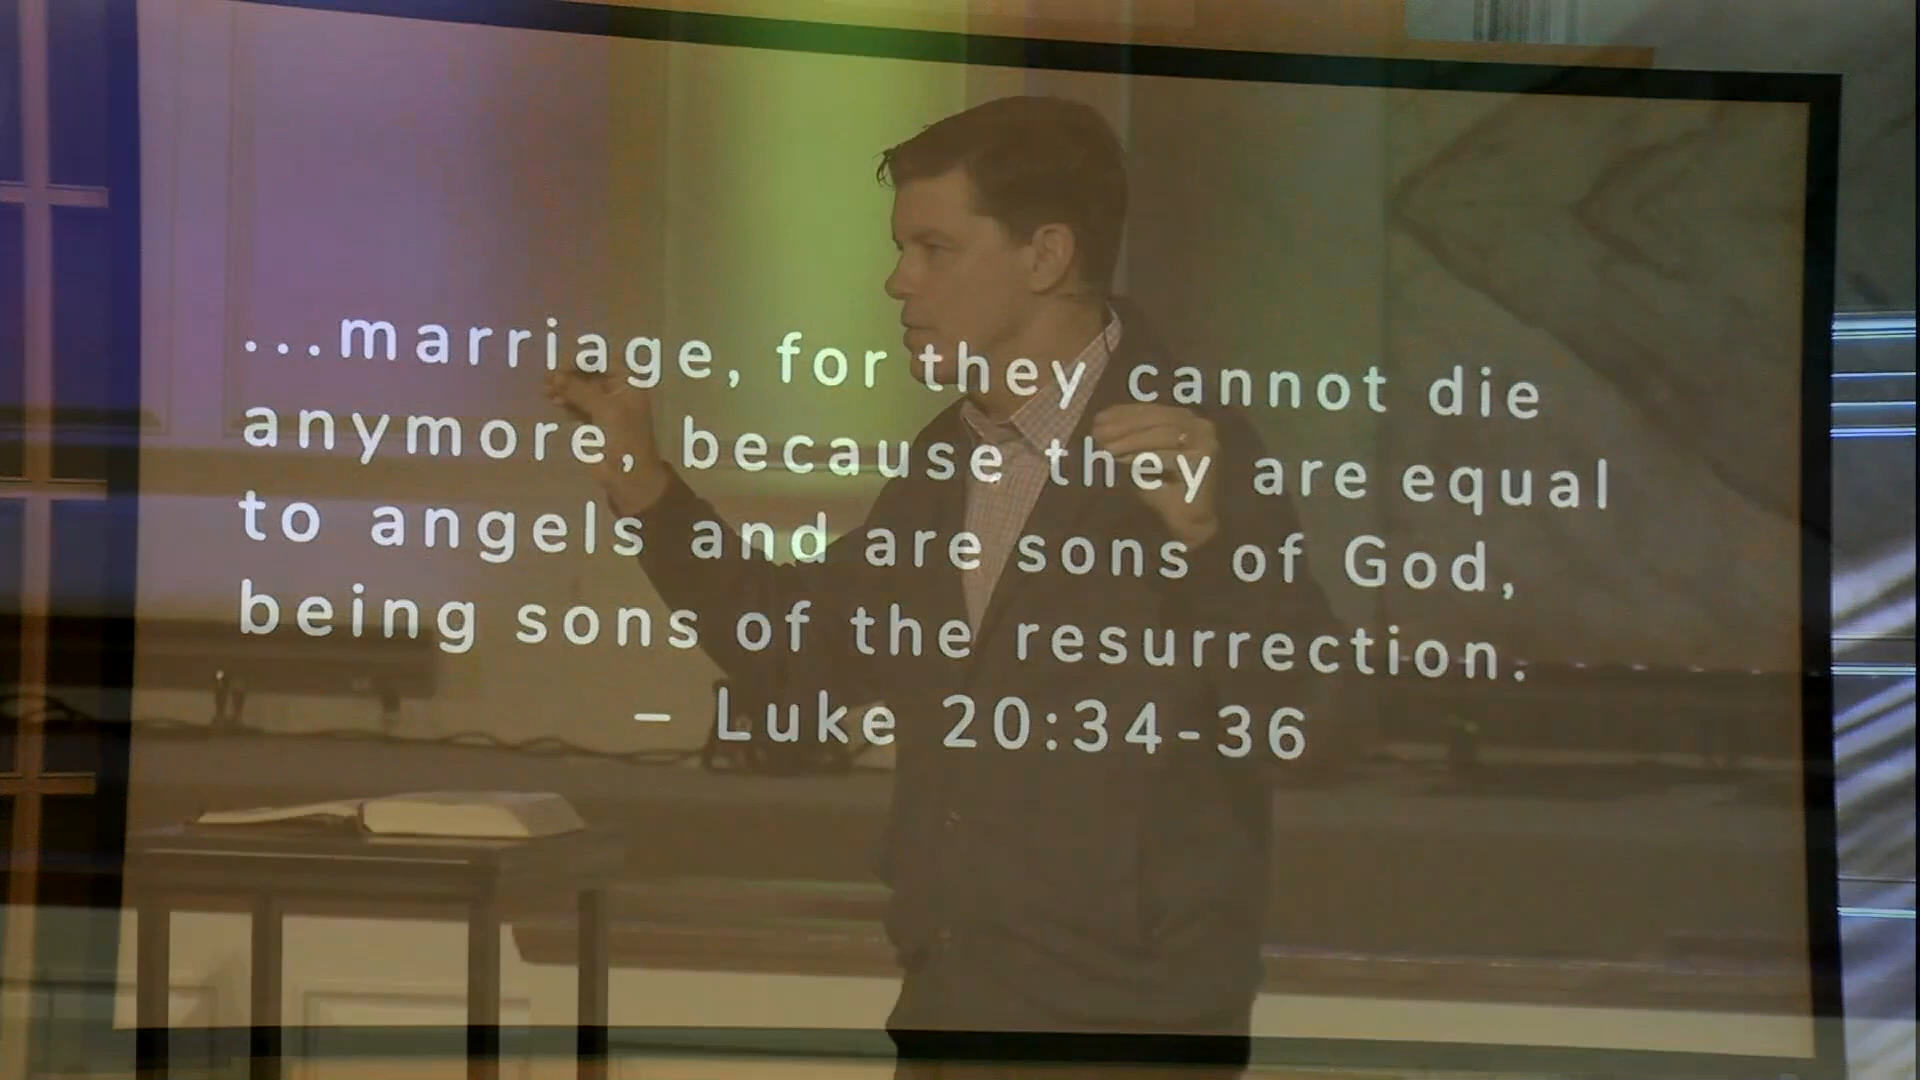 ...marriage, for they cannot die
anymore, because they are equal
to angels and are sons of God,
being sons of the resurrection.
– Luke 20:34-36